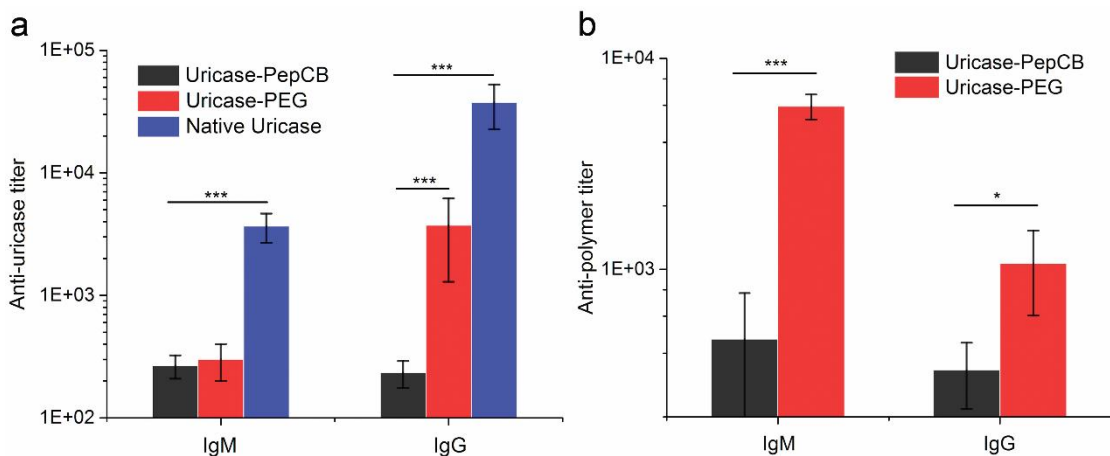 a
1E+05
1E+04
1E+03
1E+02
Anti-uricase titer
Uricase-PepCB
Uricase-PEG
Native Uricase
***
***
***
IgM
IgG
b
1E+04
1E+03
Anti-polymer titer
Uricase-PepCB
Uricase-PEG
***
*
IgM
IgG